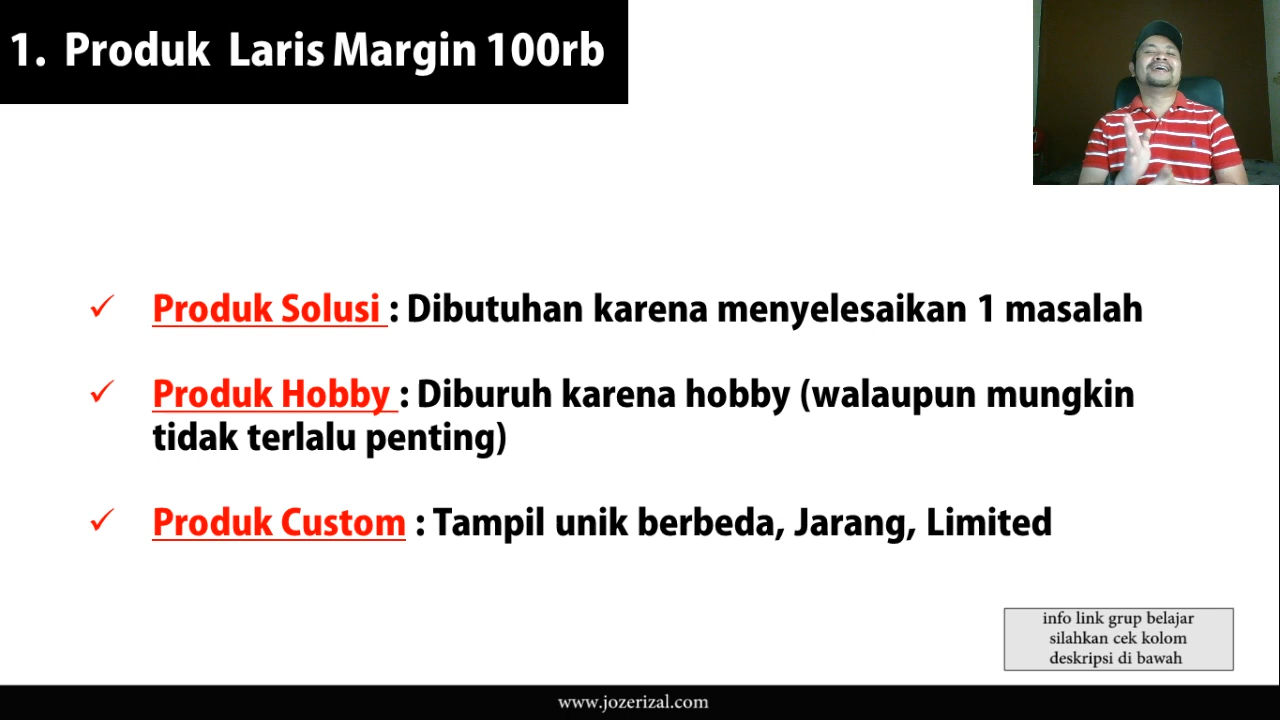 1. Produk Laris Margin 100rb
✓ Produk Solusi : Dibutuhan karena menyelesaikan 1 masalah
✓ Produk Hobby : Diburuh karena hobby (walaupun mungkin
tidak terlalu penting)
✓ Produk Custom : Tampil unik berbeda, Jarang, Limited
info link grup belajar
silahkan cek kolom
deskripsi di bawah
www.jozerizal.com